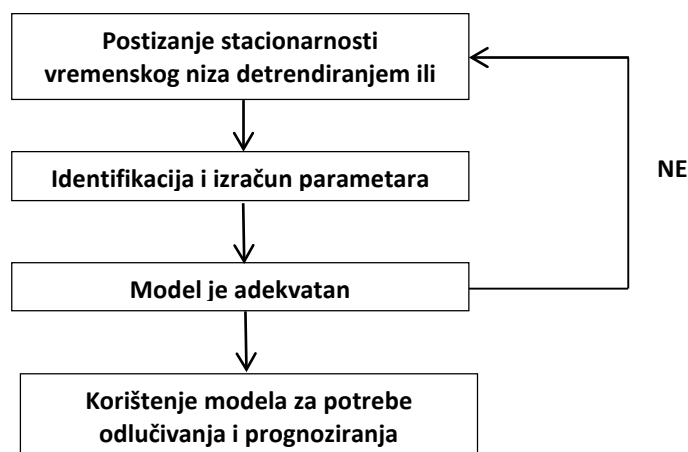 Postizanje stacionarnosti
vremenskog niza detrendiranjem ili
Identifikacija i izračun parametara
NE
Model je adekvatan
Korištenje modela za potrebe
odlučivanja i prognoziranja